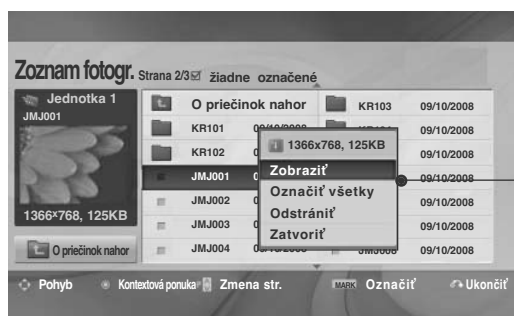 Zoznam fotogr. Strana 2/3 žiadne označené
Jednotka 1
JMJ001
1366x768, 125KB
O priečinok nahor
O priečinok nahor KR103 09/10/2008
KR101 09/10/2008
KR102 09/10/2008
JMJ001 09/10/2008
JMJ002 09/10/2008
JMJ003 09/10/2008
JMJ004 JMJ008 09/10/2008
1366x768, 125KB
Zobraziť
Označiť všetky
Odstrániť
Zatvoriť
Pohyb Kontextová ponuka Zmena str. MARK Označiť Ukončiť